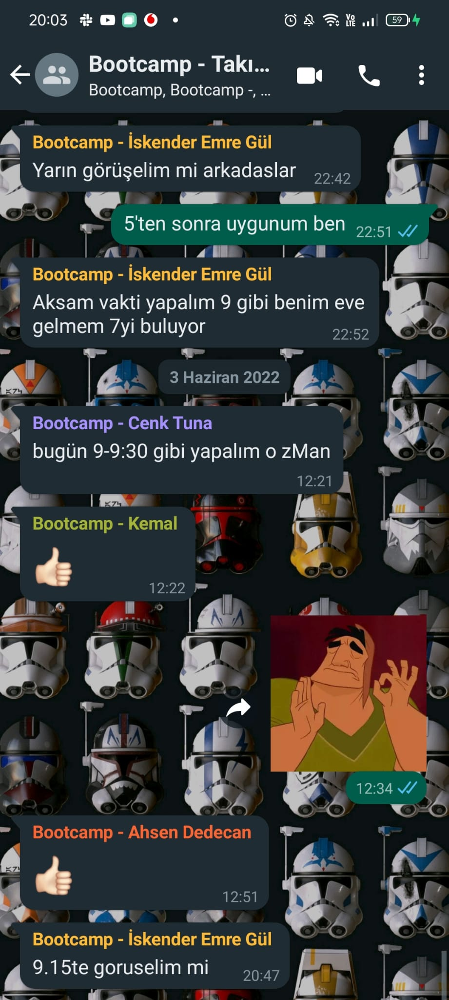 20:03
Vo LTE
59
Bootcamp - Takı...
Bootcamp, Bootcamp -, ...
Bootcamp - İskender Emre Gül
Yarın görüşelim mi arkadaslar
22:42
5'ten sonra uygunum ben
22:51
Bootcamp - İskender Emre Gül
Aksam vakti yapalım 9 gibi benim eve
gelmem 7yi buluyor
22:52
3 Haziran 2022
Bootcamp - Cenk Tuna
bugün 9-9:30 gibi yapalım o zMan
12:21
Bootcamp - Kemal
👍🏻
12:22
12:34
Bootcamp - Ahsen Dedecan
👍🏻
12:51
Bootcamp - İskender Emre Gül
9.15te goruselim mi
20:47